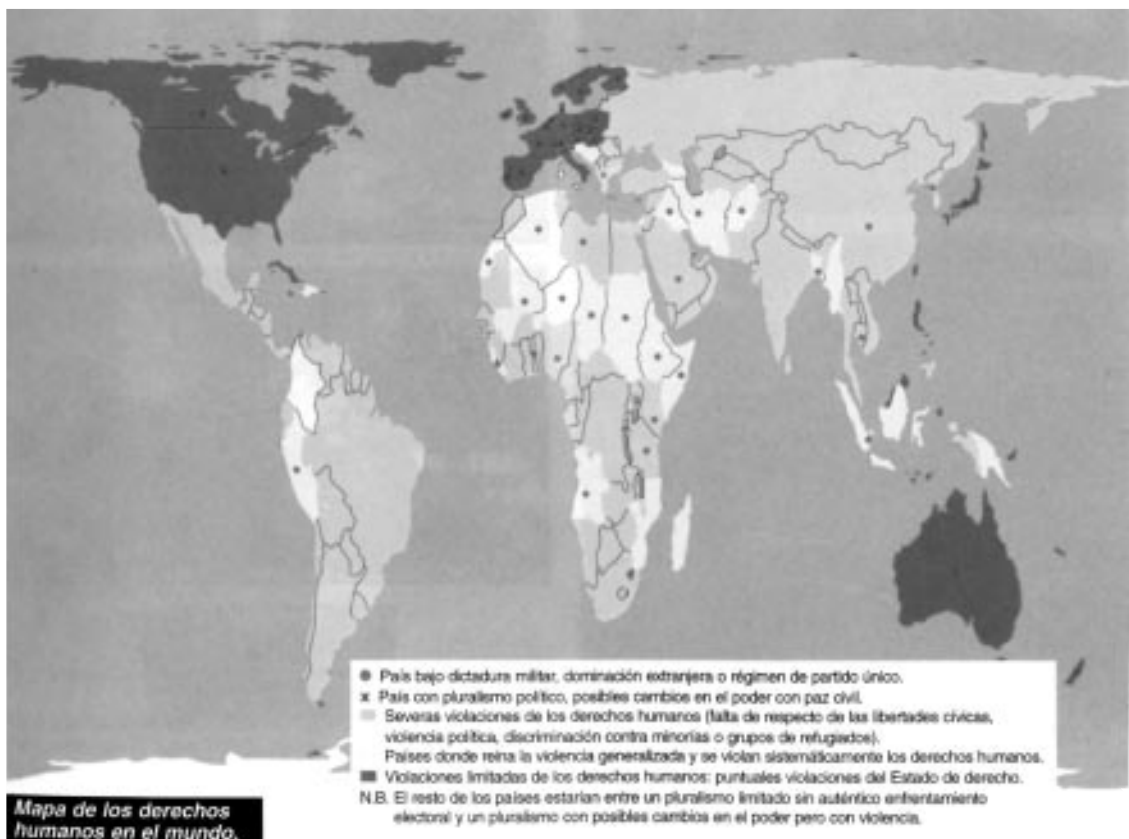 ● País bajo dictadura militar, dominación extranjera o régimen de partido único.
x País con pluralismo político, posibles cambios en el poder con paz civil.
Severas violaciones de los derechos humanos (falta de respeto de las libertades cívicas,
violencia política, discriminación contra minorías o grupos de refugiados).
Países donde reina la violencia generalizada y se violan sistemáticamente los derechos humanos.
Violaciones limitadas de los derechos humanos: puntuales violaciones del Estado de derecho.
N.B. El resto de los países estarían entre un pluralismo limitado sin auténtico enfrentamiento
electoral y un pluralismo con posibles cambios en el poder pero con violencia.
Mapa de los derechos
humanos en el mundo.